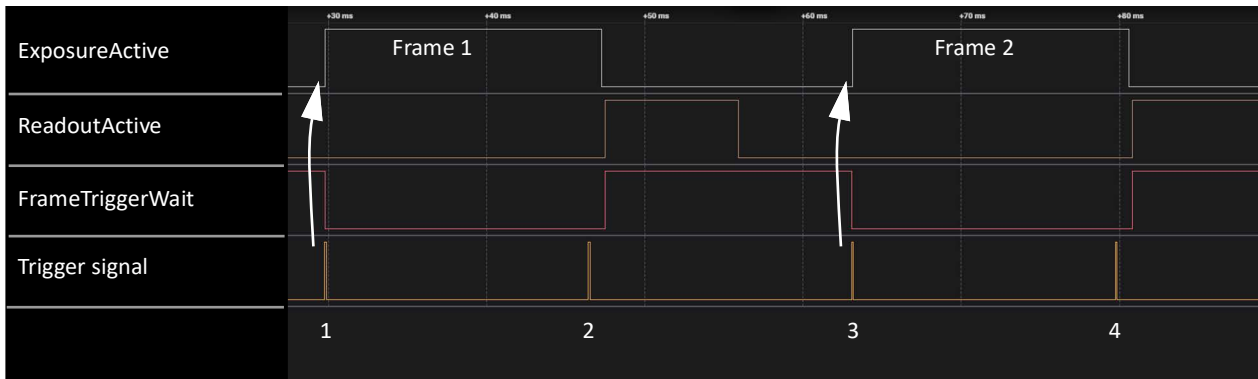 +30 ms +40 ms +50 ms +60 ms +70 ms +80 ms
ExposureActive Frame 1 Frame 2
ReadoutActive
FrameTriggerWait
Trigger signal
1 2 3 4